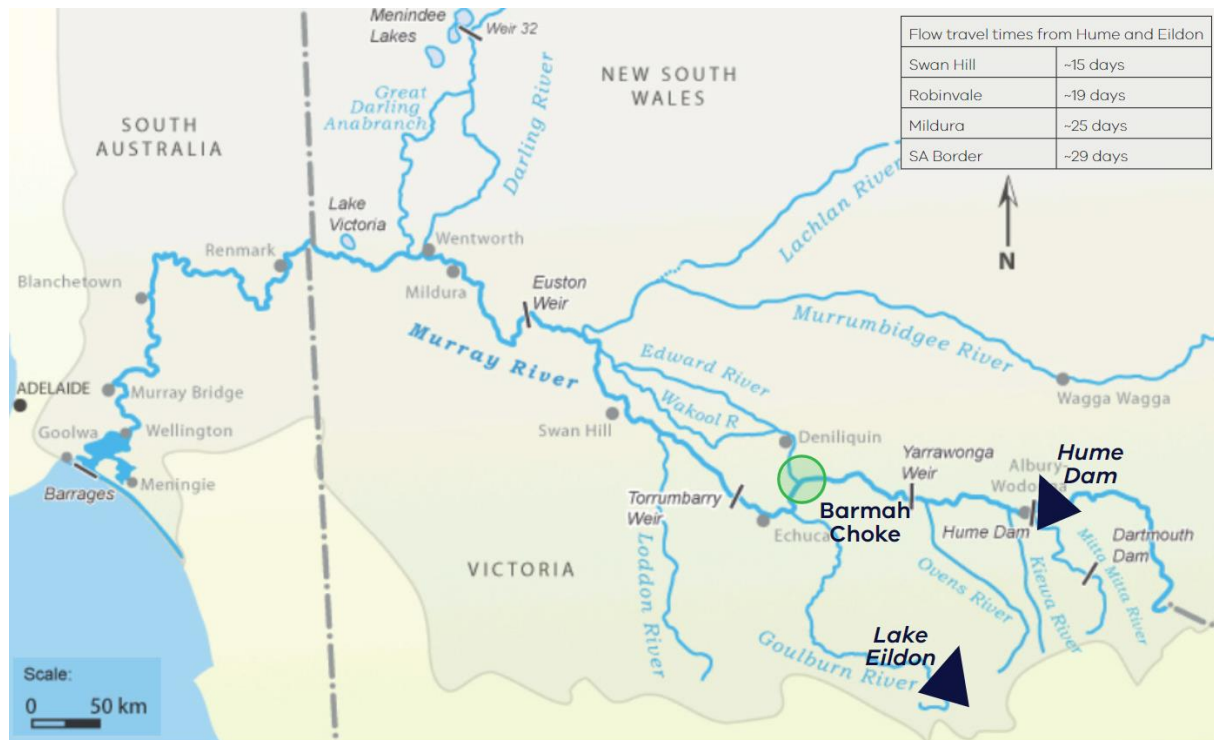 Menindee
Lakes
Weir 32
Flow travel times from Hume and Eildon
Swan Hill ~15 days
Robinvale ~19 days
Mildura ~25 days
SA Border ~29 days
NEW SOUTH
WALES
Great
Darling
Anabranch
Darling River
SOUTH
AUSTRALIA
Lachlan River
N
Lake
Victoria
Wentworth
Renmark
Blanchetown
Mildura
Euston
Weir
Murray River
Murrumbidgee River
Edward River
Wakool R
ADELAIDE
Murray Bridge
Wagga Wagga
Swan Hill
Deniliquin
Goolwa
Wellington
Yarrawonga
Weir
Albury-
Wodonga
Hume
Dam
Barrages
Meningie
Torrumbarry
Weir
Barmah
Choke
Echuca
Hume Dam
Dartmouth
Dam
Loddon River
Ovens River
Kiewa River
Mitta Mitta River
VICTORIA
Lake
Eildon
Goulburn River
Scale:
0 50 km